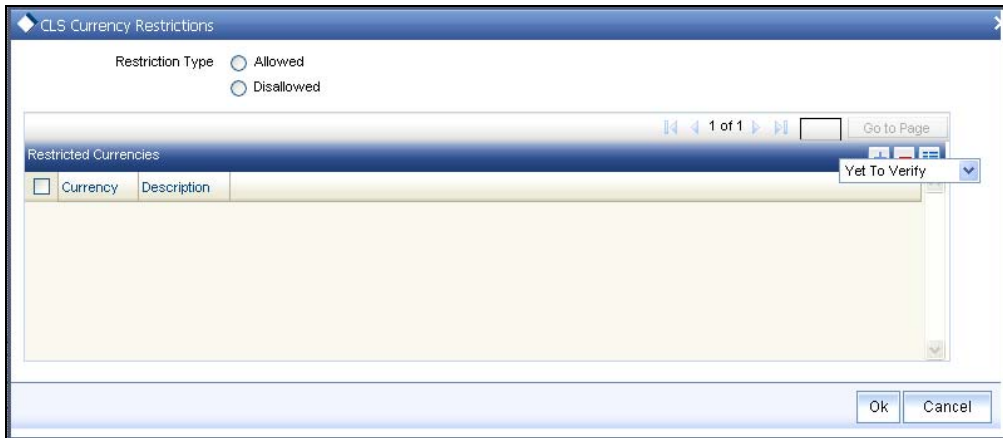 CLS Currency Restrictions
Restriction Type
Allowed
Disallowed
1 of 1
Go to Page
Restricted Currencies
Yet To Verify
Currency Description
Ok Cancel